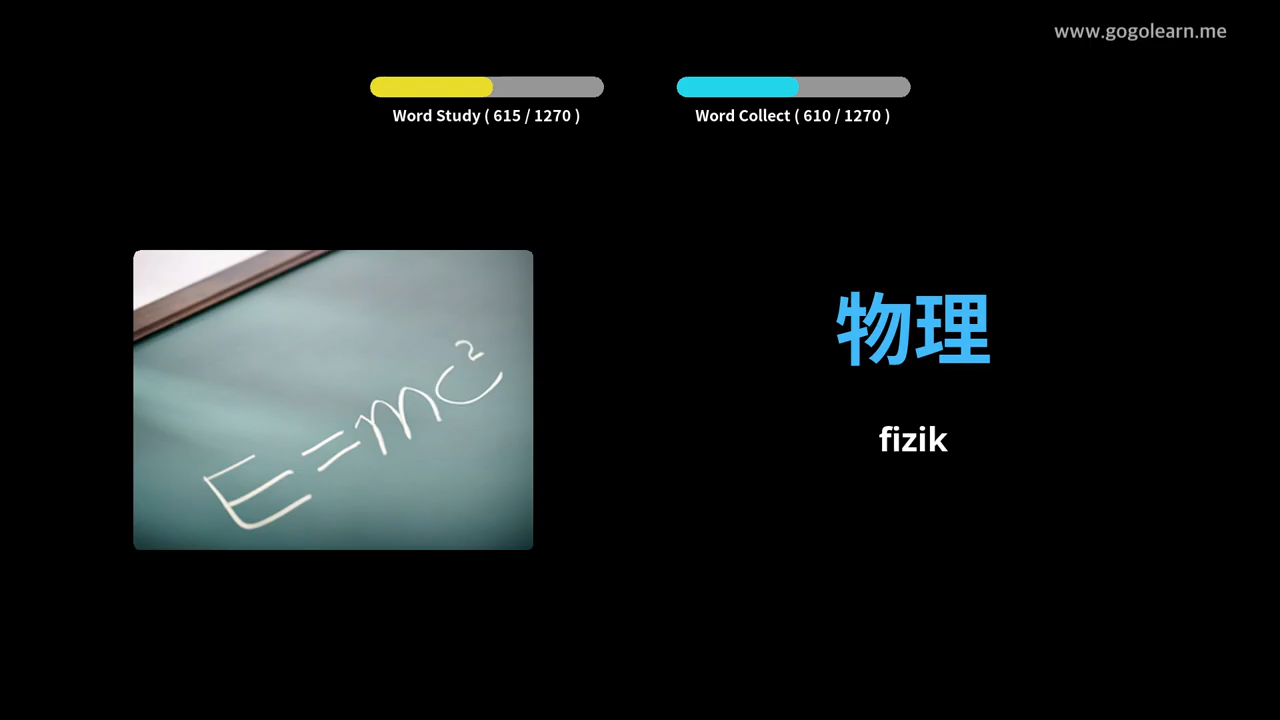 www.gogolearn.me
Word Study ( 615 / 1270 )
Word Collect ( 610 / 1270 )
E=mc²
物理
fizik